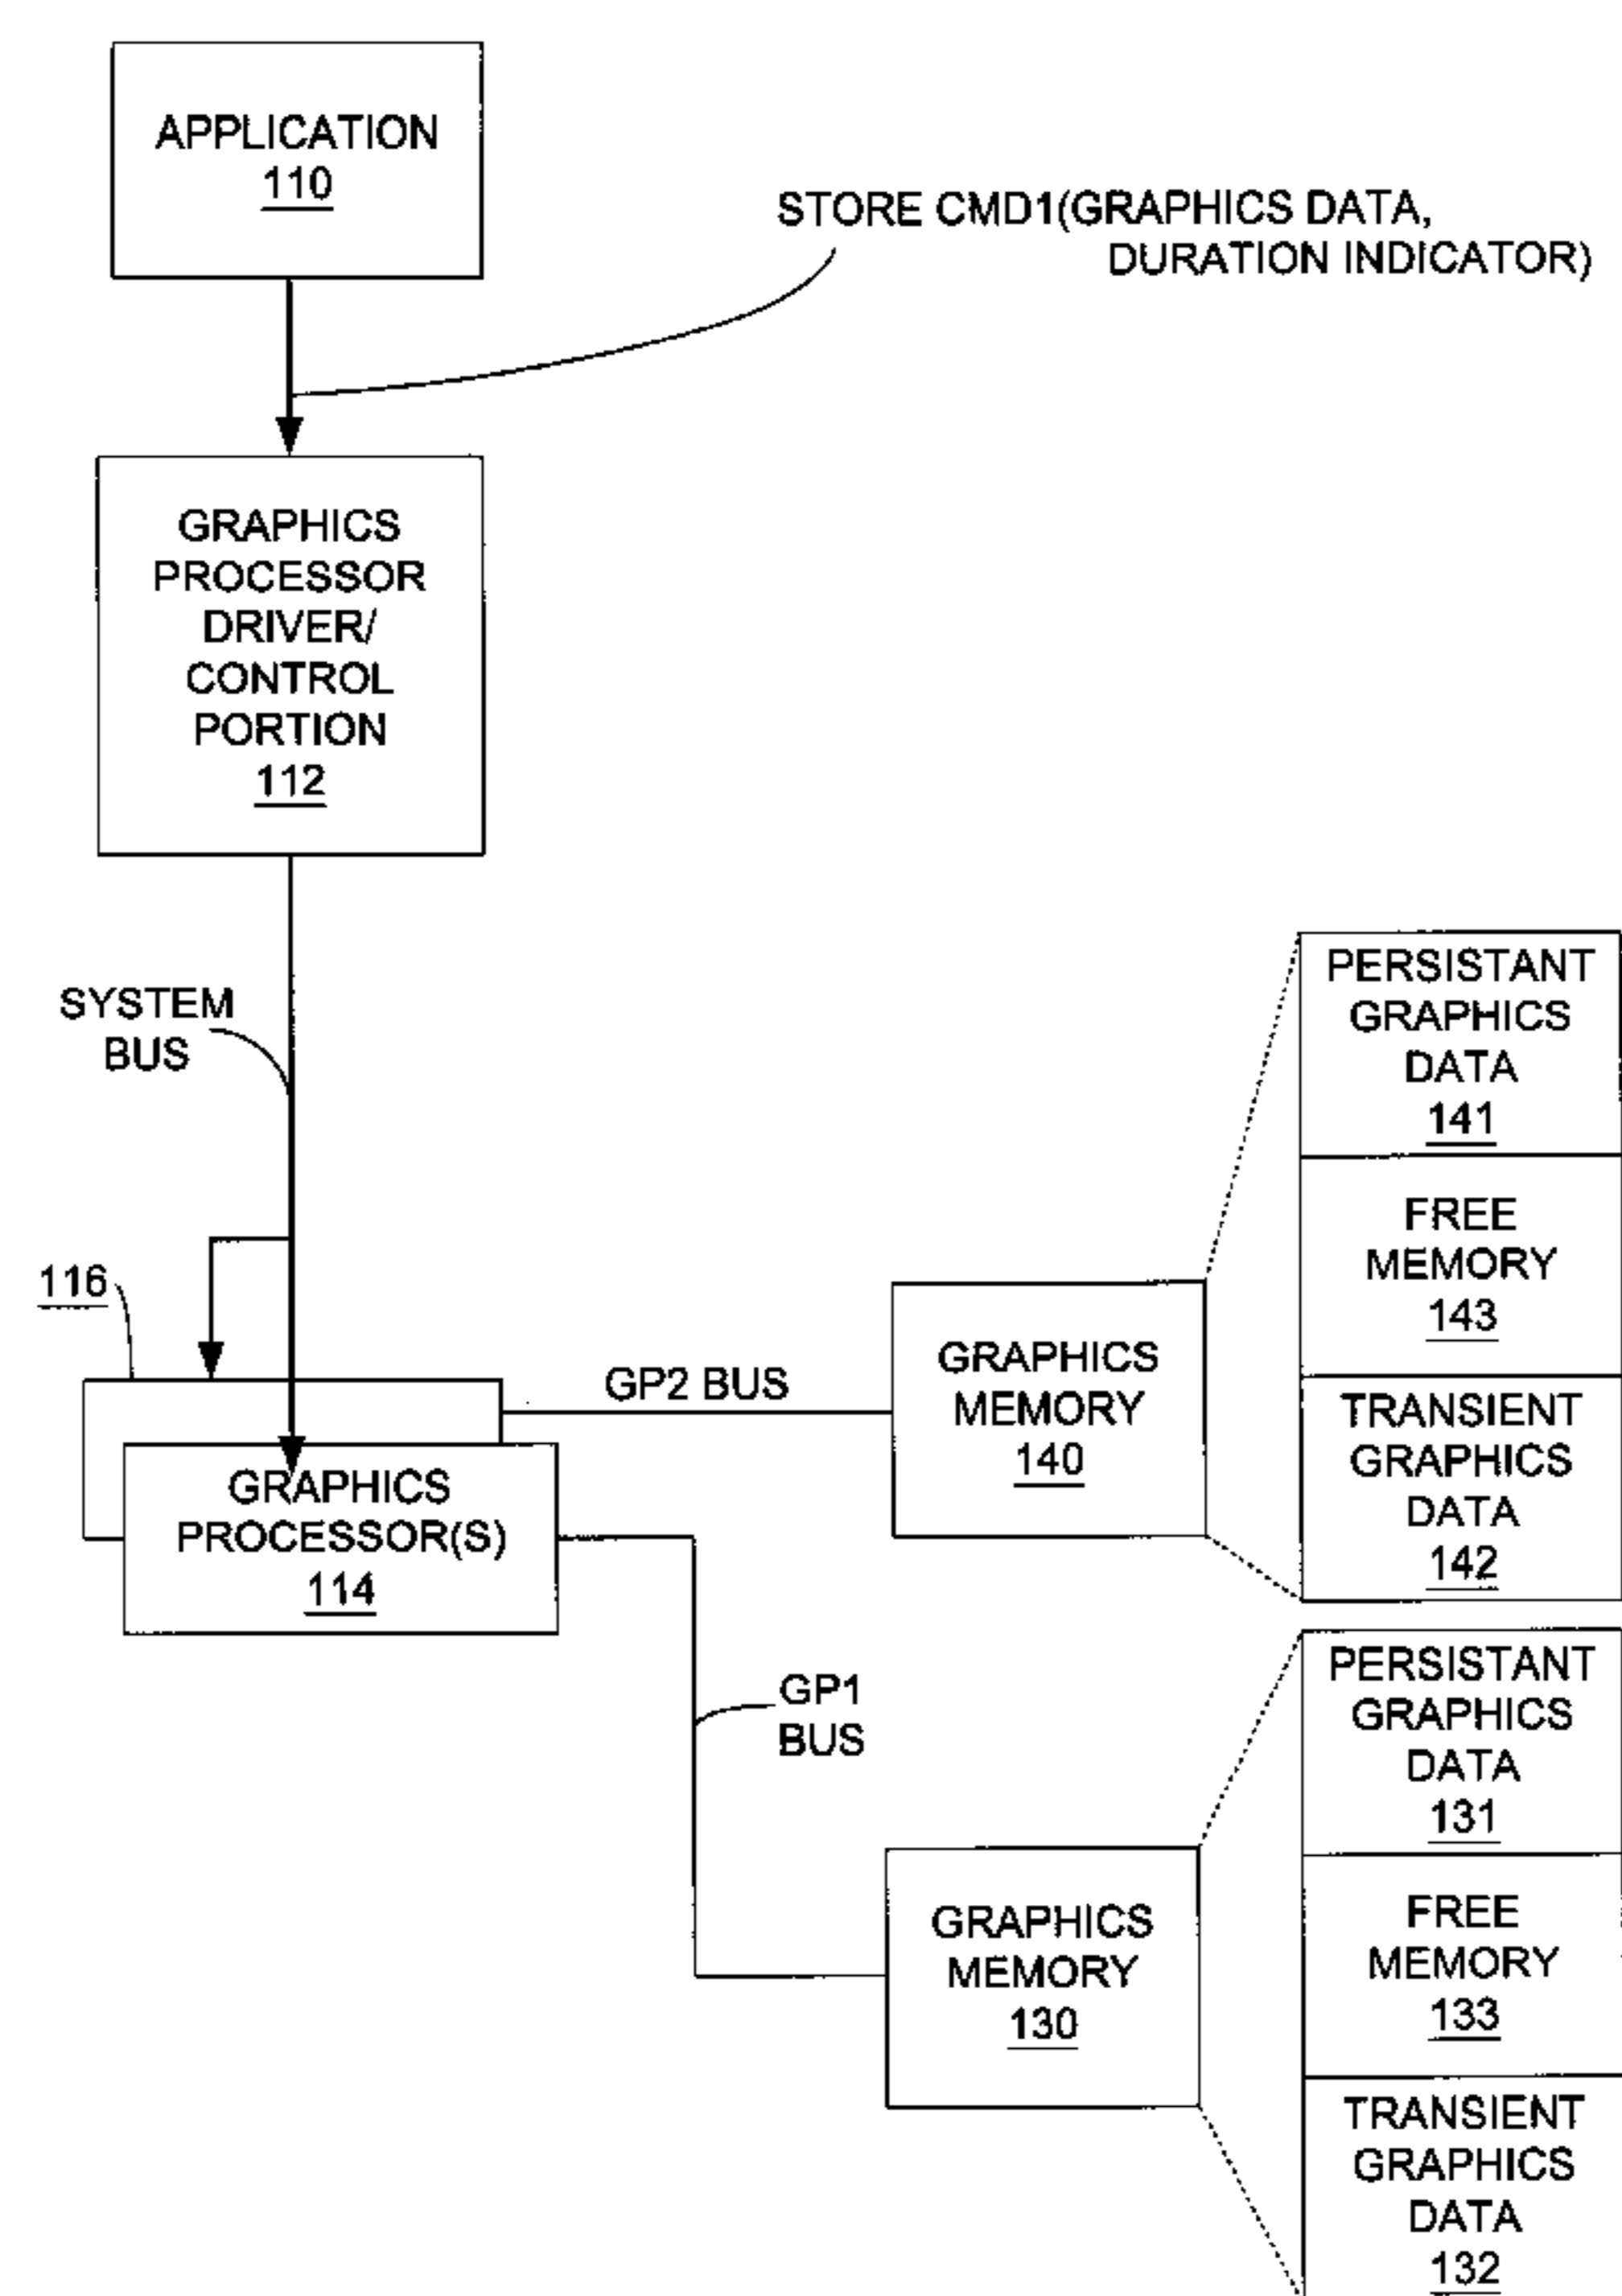 APPLICATION
110
STORE CMD1(GRAPHICS DATA,
DURATION INDICATOR)
GRAPHICS
PROCESSOR
DRIVER/
CONTROL
PORTION
112
SYSTEM
BUS
116
GRAPHICS
PROCESSOR(S)
114
GP2 BUS
GRAPHICS
MEMORY
140
PERSISTANT
GRAPHICS
DATA
141
FREE
MEMORY
143
TRANSIENT
GRAPHICS
DATA
142
GP1
BUS
GRAPHICS
MEMORY
130
PERSISTANT
GRAPHICS
DATA
131
FREE
MEMORY
133
TRANSIENT
GRAPHICS
DATA
132